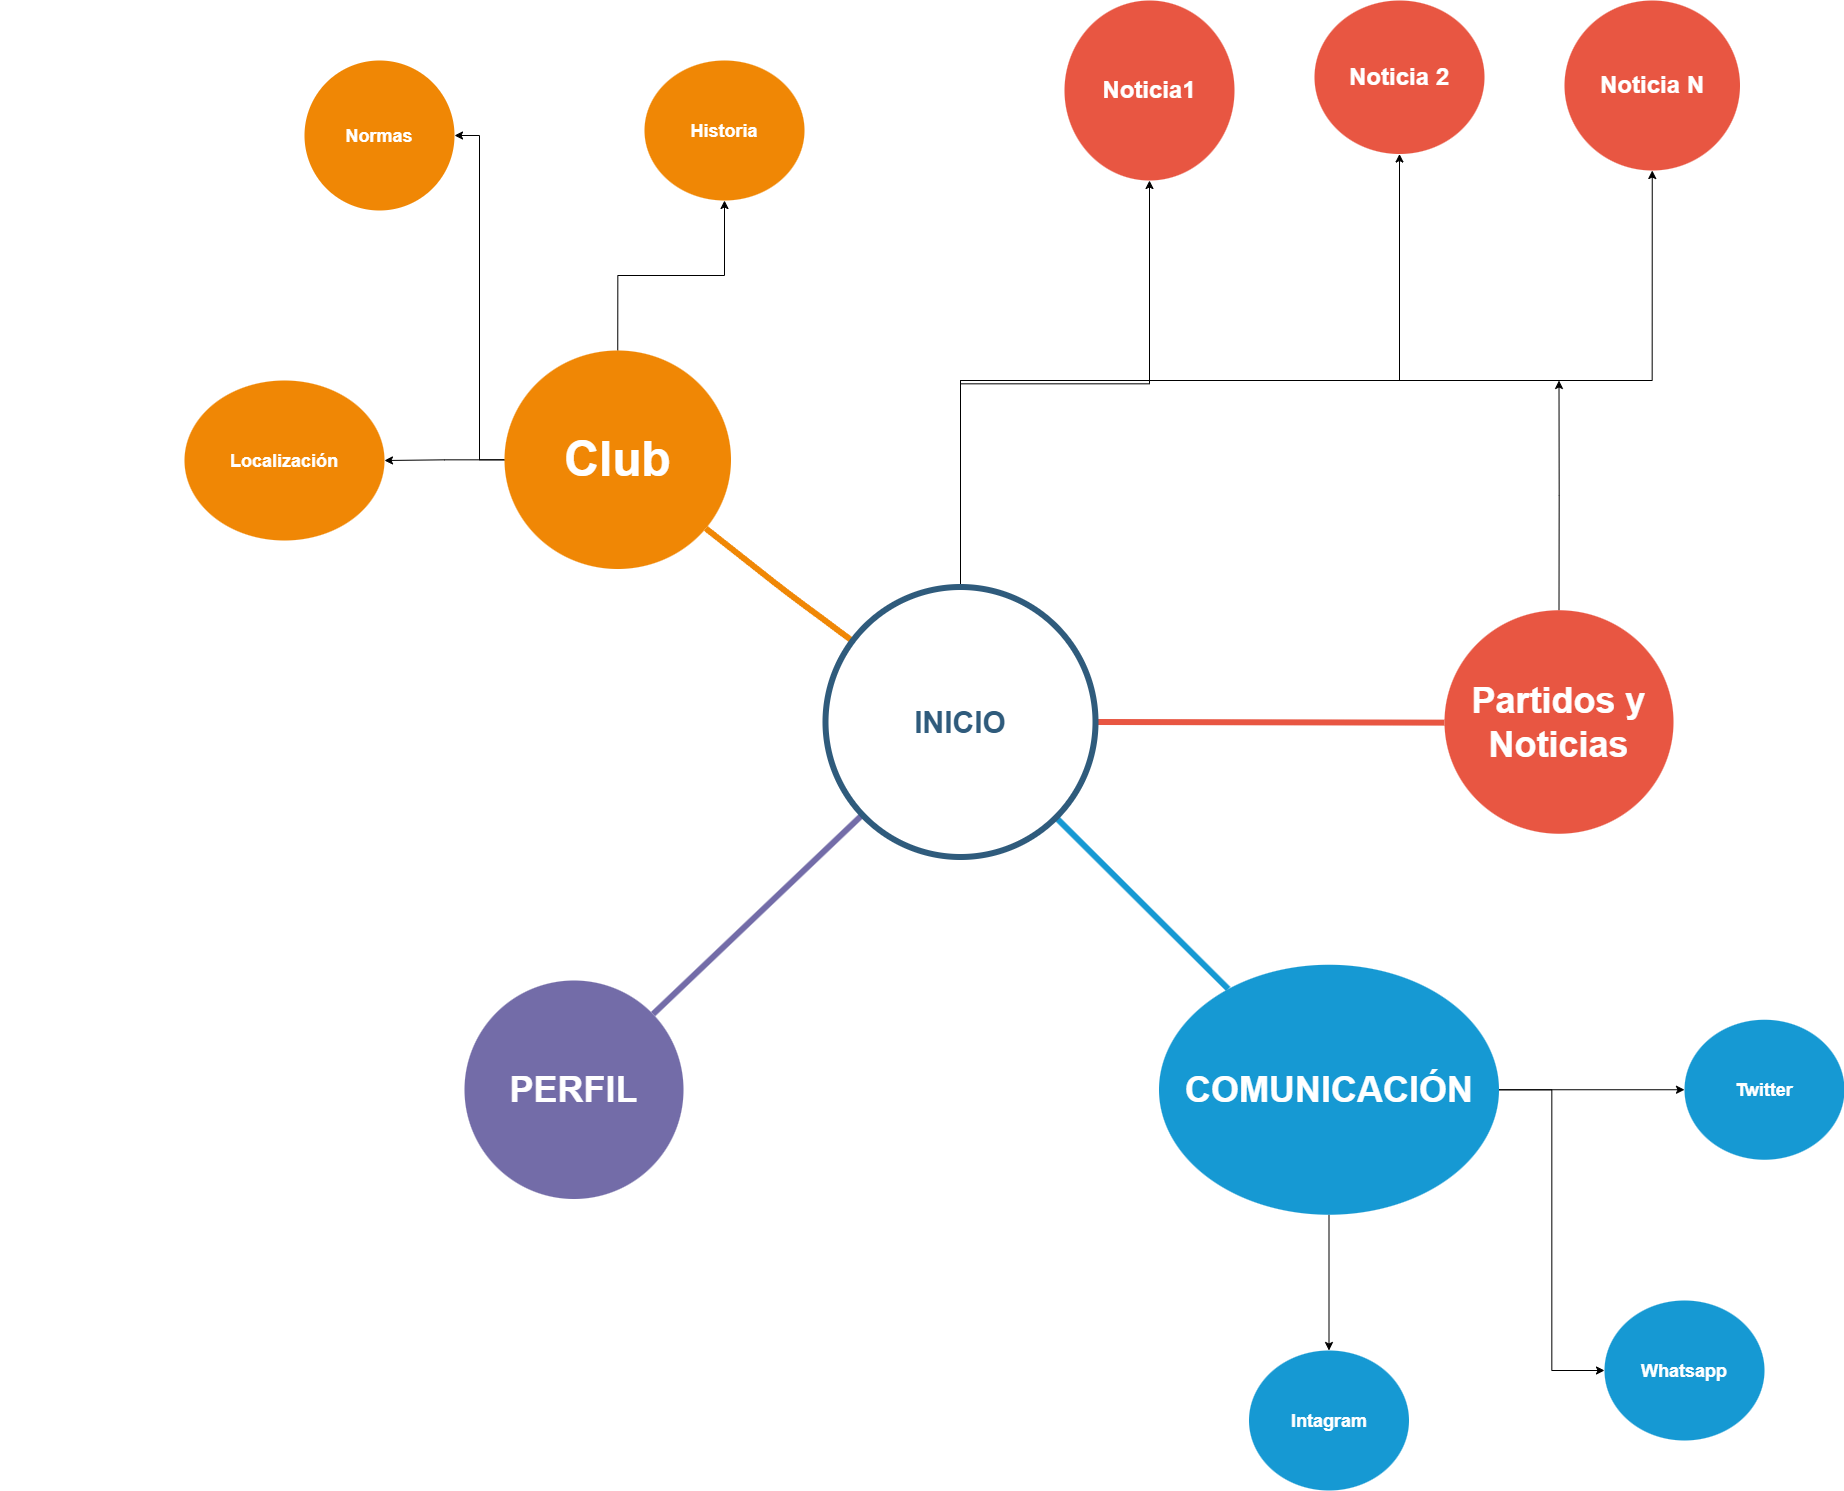 Noticia1
Noticia 2
Noticia N
Normas
Historia
Club
Localización
INICIO
Partidos y
Noticias
PERFIL
COMUNICACIÓN
Twitter
Whatsapp
Intagram